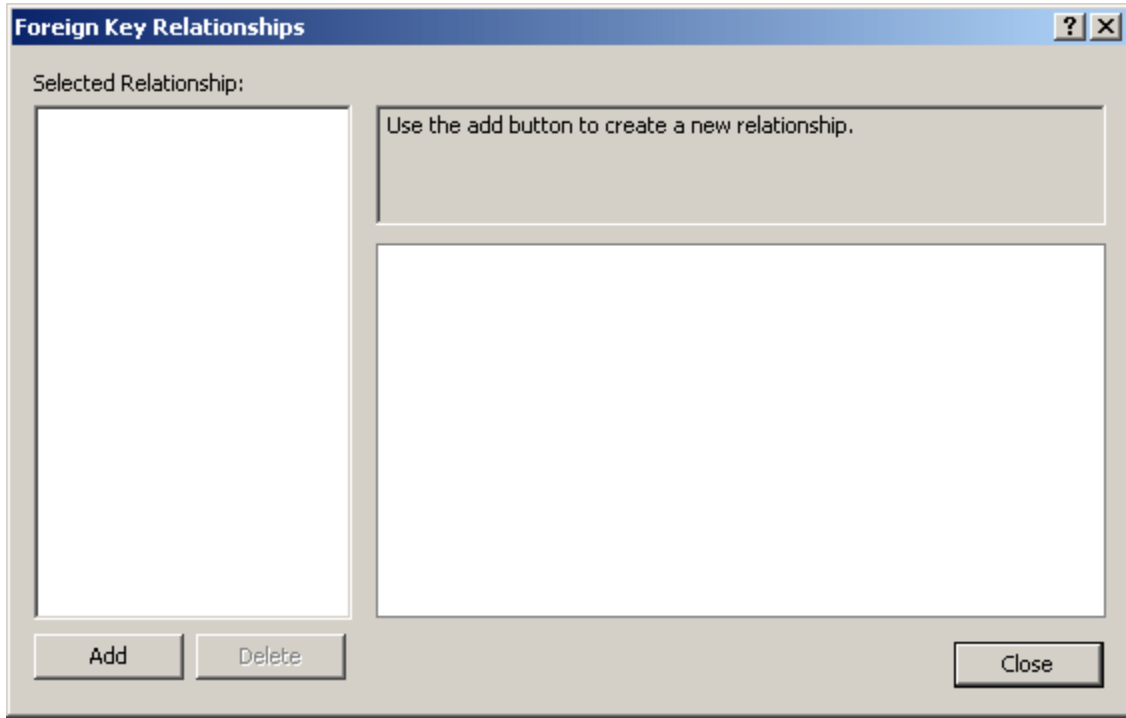 Foreign Key Relationships
Selected Relationship:
Use the add button to create a new relationship.
Add
Delete
Close